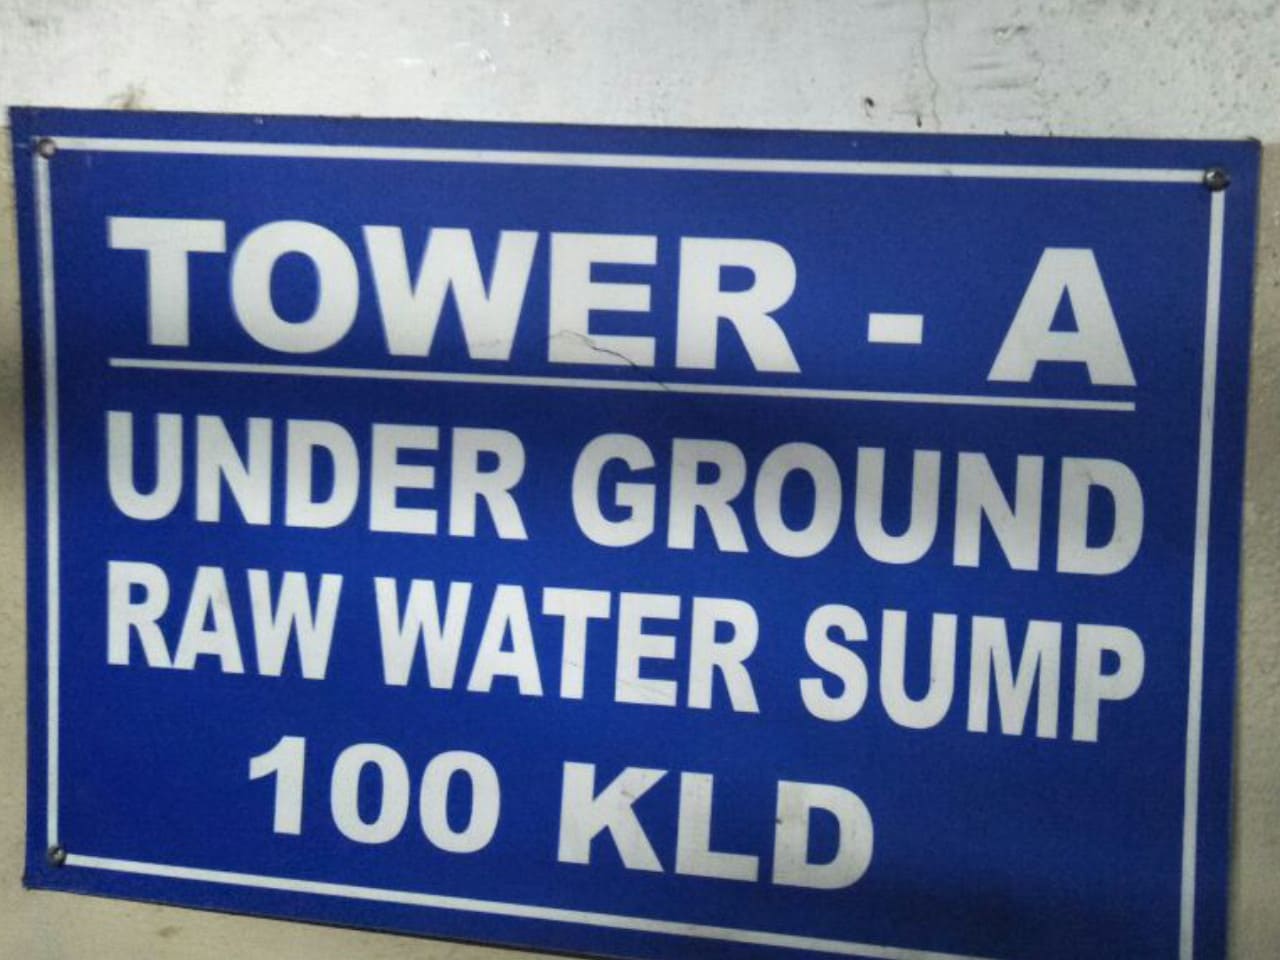 TOWER - A
UNDER GROUND
RAW WATER SUMP
100 KLD